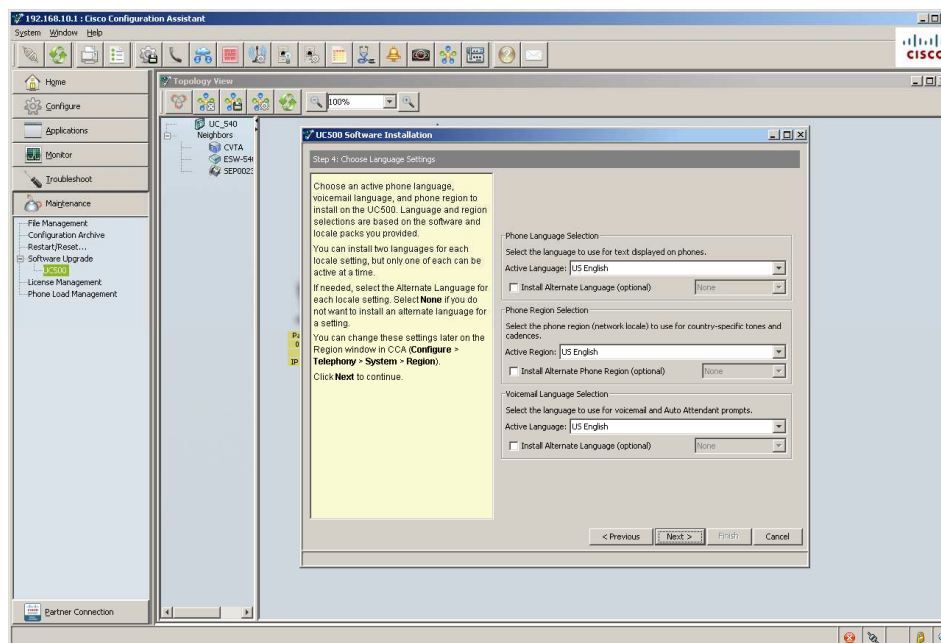 192.168.10.1 : Cisco Configuration Assistant
System Window Help
CISCO
Home
Configure
Applications
Monitor
Troubleshoot
Maintenance
File Management
Configuration Archive
Restart/Reset...
Software Upgrade
UC500
License Management
Phone Load Management
Partner Connection
Topology View
100%
UC_540
Neighbors
CVTA
ESW-54
SEP0023
IP
UC500 Software Installation
Step 4: Choose Language Settings
Choose an active phone language,
voicemail language, and phone region to
install on the UC500. Language and region
selections are based on the software and
locale packs you provided.
You can install two languages for each
locale setting, but only one of each can be
active at a time.
If needed, select the Alternate Language for
each locale setting. Select None if you do
not want to install an alternate language for
a setting.
You can change these settings later on the
Region window in CCA (Configure >
Telephony > System > Region).
Click Next to continue.
Phone Language Selection
Select the language to use for text displayed on phones.
Active Language: US English
Install Alternate Language (optional) None
Phone Region Selection
Select the phone region (network locale) to use for country-specific tones and
cadences.
Active Region: US English
Install Alternate Phone Region (optional) None
Voicemail Language Selection
Select the language to use for voicemail and Auto Attendant prompts.
Active Language: US English
Install Alternate Language (optional) None
< Previous Next > Finish Cancel